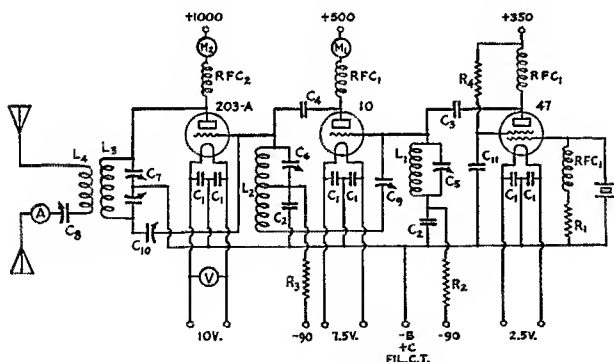 +1000 +500 +350
M2 M1
RFC2 RFC1 R4 RFC1
203-A C4 10 C3 47
L4 L3 C7 C1 C1 L2 C6 C1 C1 L1 C5 C11 C1 C1 RFC1
C2 C9 C2 R1
A C8 C10 V R3 R2
10V. -90 7.5V. -B -90 2.5V.
+C
FIL.C.T.